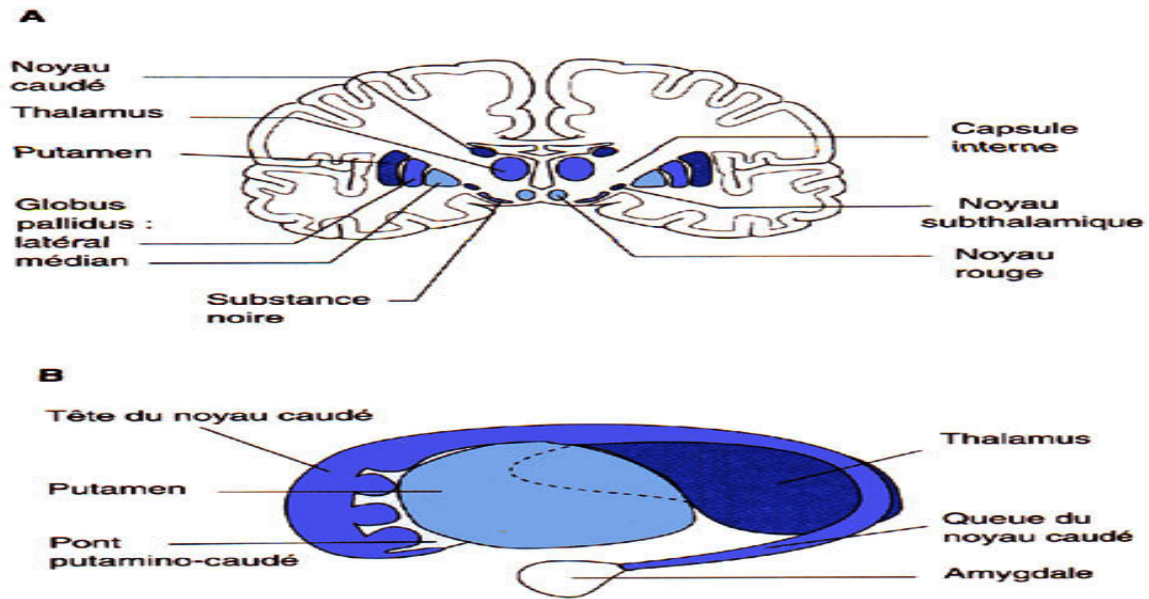 A
Noyau
caudé
Thalamus
Putamen
Globus
pallidus :
latéral
médian
Substance
noire
Capsule
interne
Noyau
subthalamique
Noyau
rouge
B
Tête du noyau caudé
Putamen
Pont
putamino-caudé
Thalamus
Queue du
noyau caudé
Amygdale